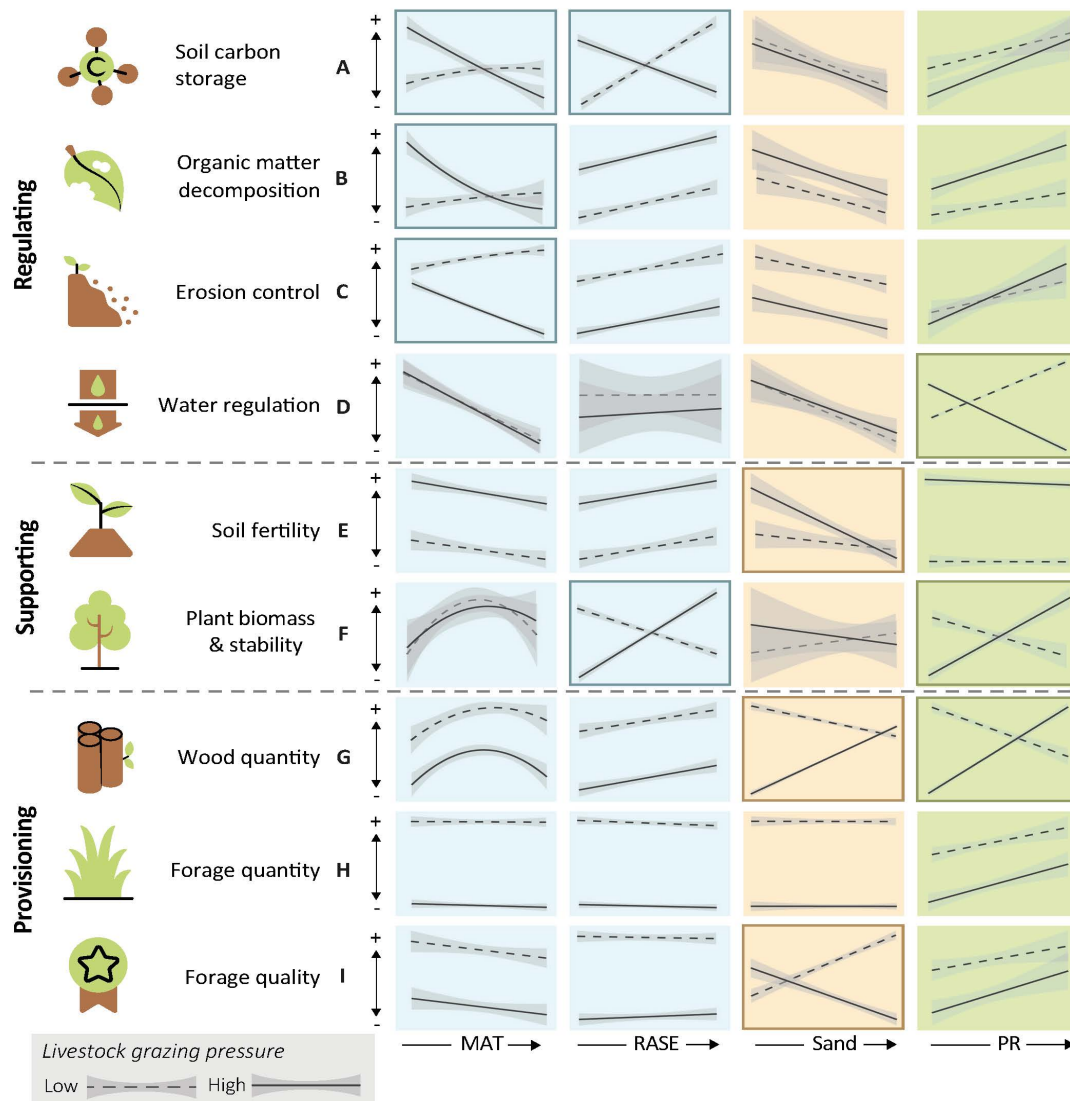 Regulating
Soil carbon
storage
A
+
-
Organic matter
decomposition
B
+
-
Erosion control
C
+
-
Water regulation
D
+
-
Supporting
Soil fertility
E
+
-
Plant biomass
& stability
F
+
-
Provisioning
Wood quantity
G
+
-
Forage quantity
H
+
-
Forage quality
I
+
-
MAT
RASE
Sand
PR
Livestock grazing pressure
Low
High